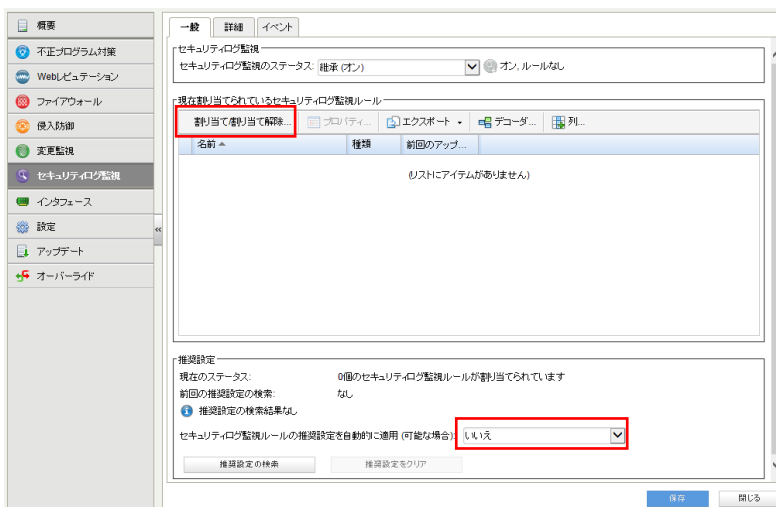 概要
不正プログラム対策
Webレピュテーション
ファイアウォール
侵入防御
変更監視
セキュリティログ監視
インタフェース
設定
アップデート
オーバーライド
«
一般 詳細 イベント
セキュリティログ監視
セキュリティログ監視のステータス: 継承 (オン) オン, ルールなし
現在割り当てられているセキュリティログ監視ルール
割り当て/割り当て解除... プロパティ... エクスポート デコーダ... 列...
名前 種類 前回のアップ...
(リストにアイテムがありません)
推奨設定
現在のステータス: 0個のセキュリティログ監視ルールが割り当てられています
前回の推奨設定の検索: なし
推奨設定の検索結果なし
セキュリティログ監視ルールの推奨設定を自動的に適用 (可能な場合): いいえ
推奨設定の検索 推奨設定をクリア
保存 閉じる